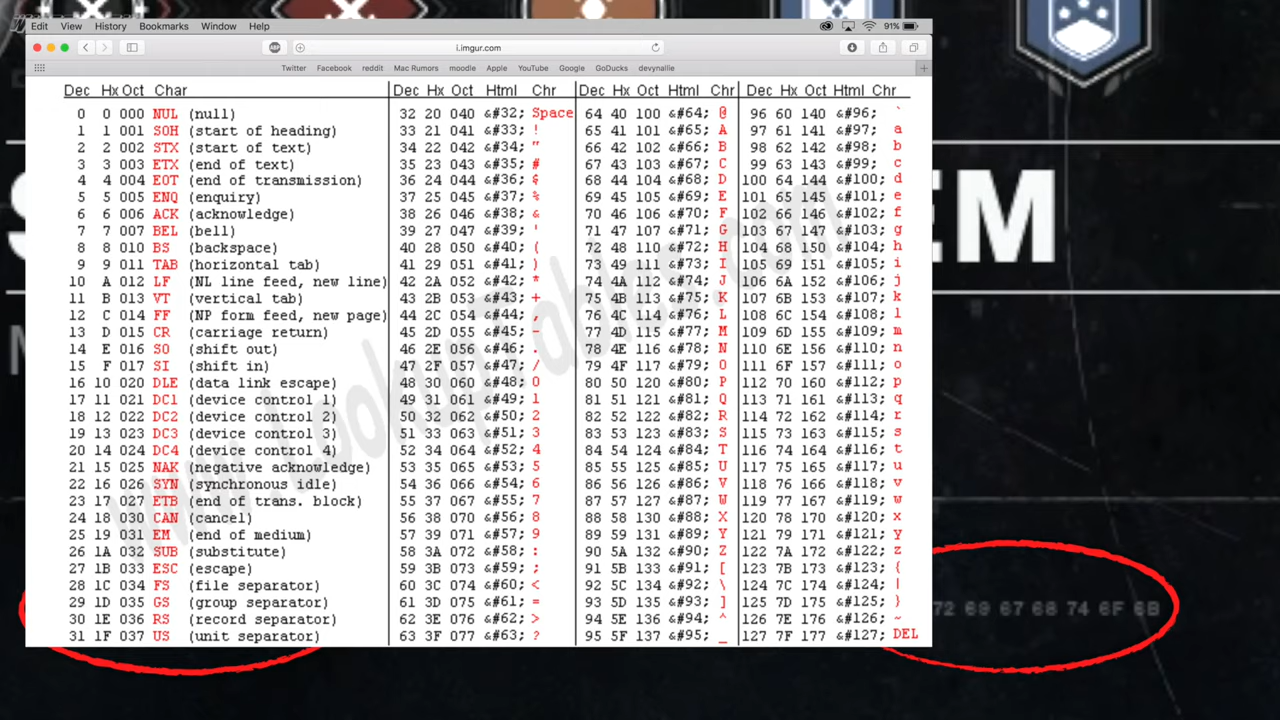 Edit View History Bookmarks Window Help 91%
i.imgur.com
Twitter Facebook reddit Mac Rumors moodle Apple YouTube Google GoDucks devynallie
Dec Hx Oct Char Dec Hx Oct Html Chr Dec Hx Oct Html Chr Dec Hx Oct Html Chr
0 0 000 NUL (null) 32 20 040 &#32; Space 64 40 100 &#64; @ 96 60 140 &#96; `
1 1 001 SOH (start of heading) 33 21 041 &#33; ! 65 41 101 &#65; A 97 61 141 &#97; a
2 2 002 STX (start of text) 34 22 042 &#34; " 66 42 102 &#66; B 98 62 142 &#98; b
3 3 003 ETX (end of text) 35 23 043 &#35; # 67 43 103 &#67; C 99 63 143 &#99; c
4 4 004 EOT (end of transmission) 36 24 044 &#36; $ 68 44 104 &#68; D 100 64 144 &#100; d
5 5 005 ENQ (enquiry) 37 25 045 &#37; % 69 45 105 &#69; E 101 65 145 &#101; e
6 6 006 ACK (acknowledge) 38 26 046 &#38; & 70 46 106 &#70; F 102 66 146 &#102; f
7 7 007 BEL (bell) 39 27 047 &#39; ' 71 47 107 &#71; G 103 67 147 &#103; g
8 8 010 BS (backspace) 40 28 050 &#40; ( 72 48 110 &#72; H 104 68 150 &#104; h
9 9 011 TAB (horizontal tab) 41 29 051 &#41; ) 73 49 111 &#73; I 105 69 151 &#105; i
10 A 012 LF (NL line feed, new line) 42 2A 052 &#42; * 74 4A 112 &#74; J 106 6A 152 &#106; j
11 B 013 VT (vertical tab) 43 2B 053 &#43; + 75 4B 113 &#75; K 107 6B 153 &#107; k
12 C 014 FF (NP form feed, new page) 44 2C 054 &#44; , 76 4C 114 &#76; L 108 6C 154 &#108; l
13 D 015 CR (carriage return) 45 2D 055 &#45; - 77 4D 115 &#77; M 109 6D 155 &#109; m
14 E 016 SO (shift out) 46 2E 056 &#46; . 78 4E 116 &#78; N 110 6E 156 &#110; n
15 F 017 SI (shift in) 47 2F 057 &#47; / 79 4F 117 &#79; O 111 6F 157 &#111; o
16 10 020 DLE (data link escape) 48 30 060 &#48; 0 80 50 120 &#80; P 112 70 160 &#112; p
17 11 021 DC1 (device control 1) 49 31 061 &#49; 1 81 51 121 &#81; Q 113 71 161 &#113; q
18 12 022 DC2 (device control 2) 50 32 062 &#50; 2 82 52 122 &#82; R 114 72 162 &#114; r
19 13 023 DC3 (device control 3) 51 33 063 &#51; 3 83 53 123 &#83; S 115 73 163 &#115; s
20 14 024 DC4 (device control 4) 52 34 064 &#52; 4 84 54 124 &#84; T 116 74 164 &#116; t
21 15 025 NAK (negative acknowledge) 53 35 065 &#53; 5 85 55 125 &#85; U 117 75 165 &#117; u
22 16 026 SYN (synchronous idle) 54 36 066 &#54; 6 86 56 126 &#86; V 118 76 166 &#118; v
23 17 027 ETB (end of trans. block) 55 37 067 &#55; 7 87 57 127 &#87; W 119 77 167 &#119; w
24 18 030 CAN (cancel) 56 38 070 &#56; 8 88 58 130 &#88; X 120 78 170 &#120; x
25 19 031 EM (end of medium) 57 39 071 &#57; 9 89 59 131 &#89; Y 121 79 171 &#121; y
26 1A 032 SUB (substitute) 58 3A 072 &#58; : 90 5A 132 &#90; Z 122 7A 172 &#122; z
27 1B 033 ESC (escape) 59 3B 073 &#59; ; 91 5B 133 &#91; [ 123 7B 173 &#123; {
28 1C 034 FS (file separator) 60 3C 074 &#60; < 92 5C 134 &#92; \ 124 7C 174 &#124; |
29 1D 035 GS (group separator) 61 3D 075 &#61; = 93 5D 135 &#93; ] 125 7D 175 &#125; }
30 1E 036 RS (record separator) 62 3E 076 &#62; > 94 5E 136 &#94; ^ 126 7E 176 &#126; ~
31 1F 037 US (unit separator) 63 3F 077 &#63; ? 95 5F 137 &#95; _ 127 7F 177 &#127; DEL
www.LookupTables.com
EM
72 69 67 68 74 6F 6B